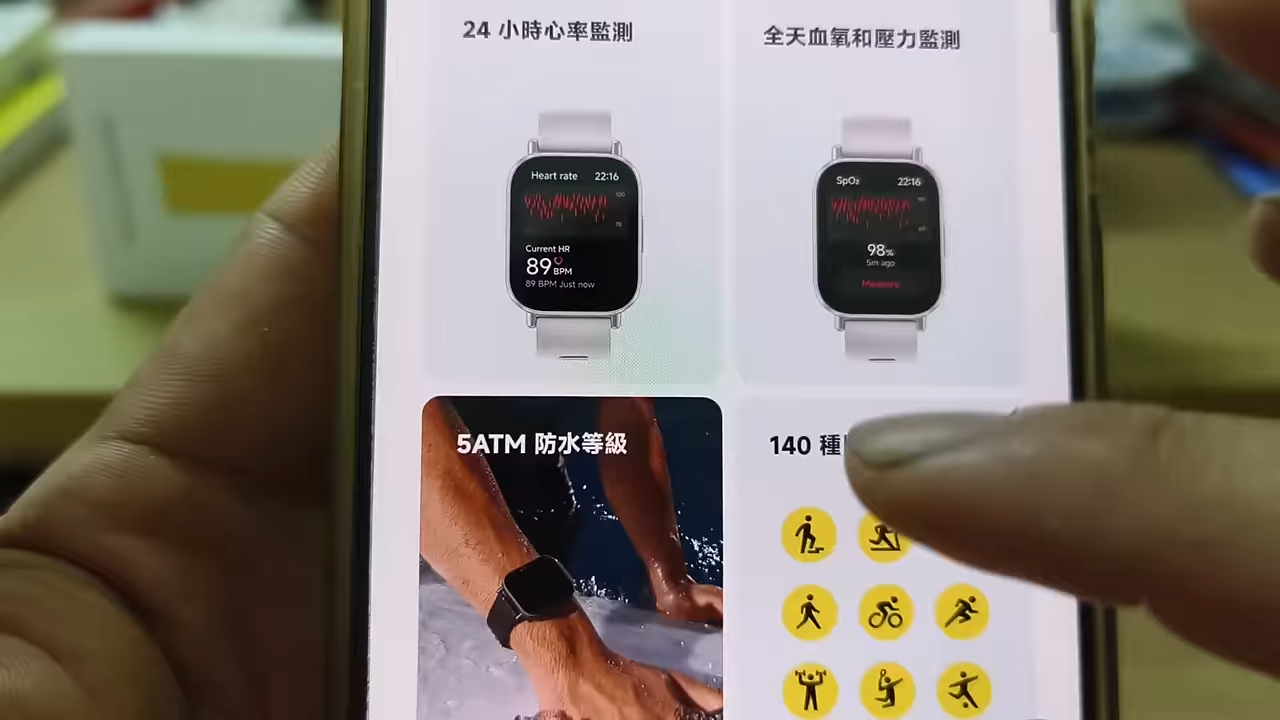 24 小時心率監測
全天血氧和壓力監測
Heart rate 22:16
100
Current HR
89 BPM
89 BPM Just now
SpO₂ 22:16
98%
5m ago
5ATM 防水等級
140 種